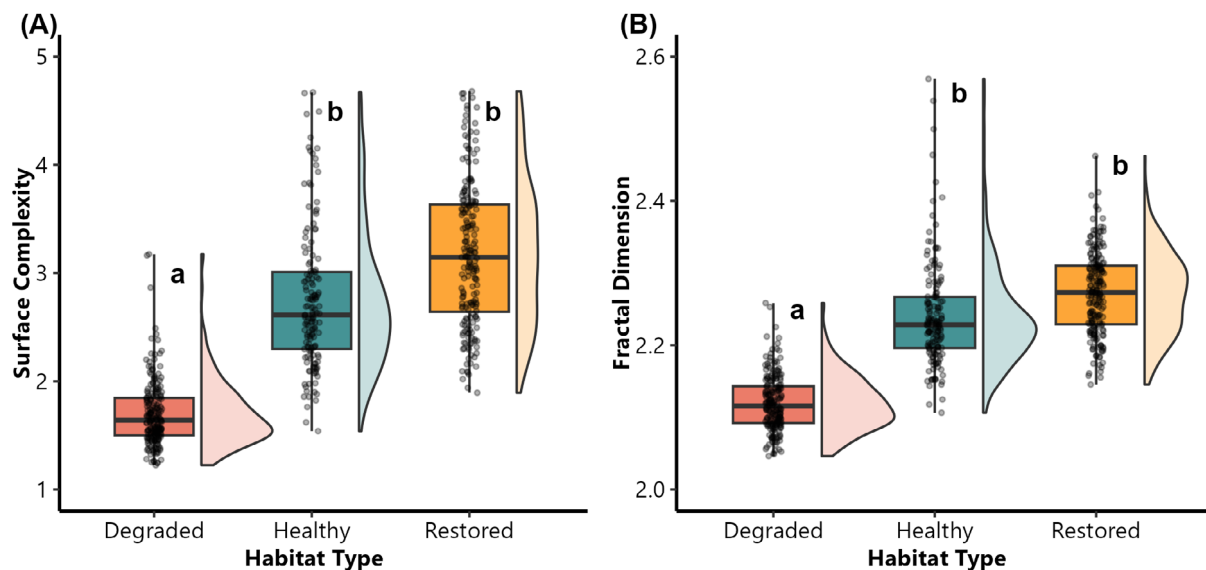 (A)
Surface Complexity
5
4
3
2
1
a
b
b
Degraded Healthy Restored
Habitat Type
(B)
Fractal Dimension
2.6
2.4
2.2
2.0
a
b
b
Degraded Healthy Restored
Habitat Type